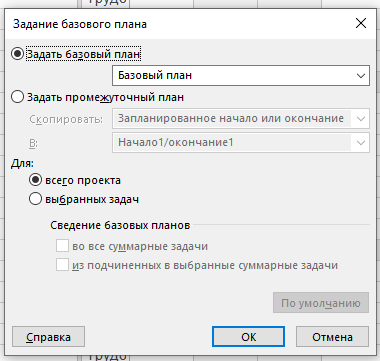 Трудо
Задание базового плана
Задать базовый план
Базовый план
Задать промежуточный план
Скопировать: Запланированное начало или окончание
В: Начало1/окончание1
Для:
всего проекта
выбранных задач
Сведение базовых планов
во все суммарные задачи
из подчиненных в выбранные суммарные задачи
По умолчанию
Справка ОК Отмена
Трудо